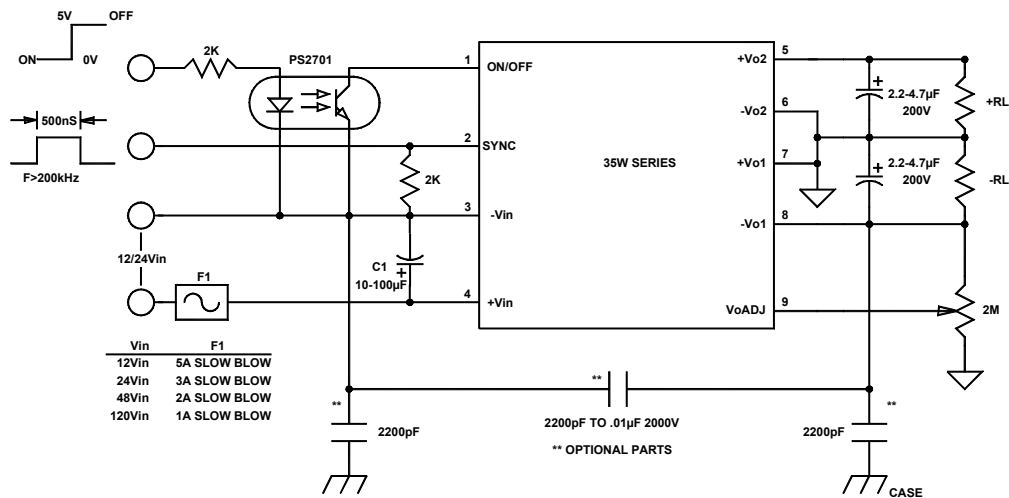 5V OFF
ON 0V
2K
PS2701
1 ON/OFF
500nS
F>200kHz
2 SYNC
2K
3 -Vin
12/24Vin
C1
10-100µF
F1
4 +Vin
35W SERIES
+Vo2 5
-Vo2 6
+Vo1 7
-Vo1 8
VoADJ 9
+ 2.2-4.7µF
200V
+RL
+ 2.2-4.7µF
200V
-RL
2M
Vin F1
12Vin 5A SLOW BLOW
24Vin 3A SLOW BLOW
48Vin 2A SLOW BLOW
120Vin 1A SLOW BLOW
**
2200pF
**
2200pF TO .01µF 2000V
** OPTIONAL PARTS
**
2200pF
CASE